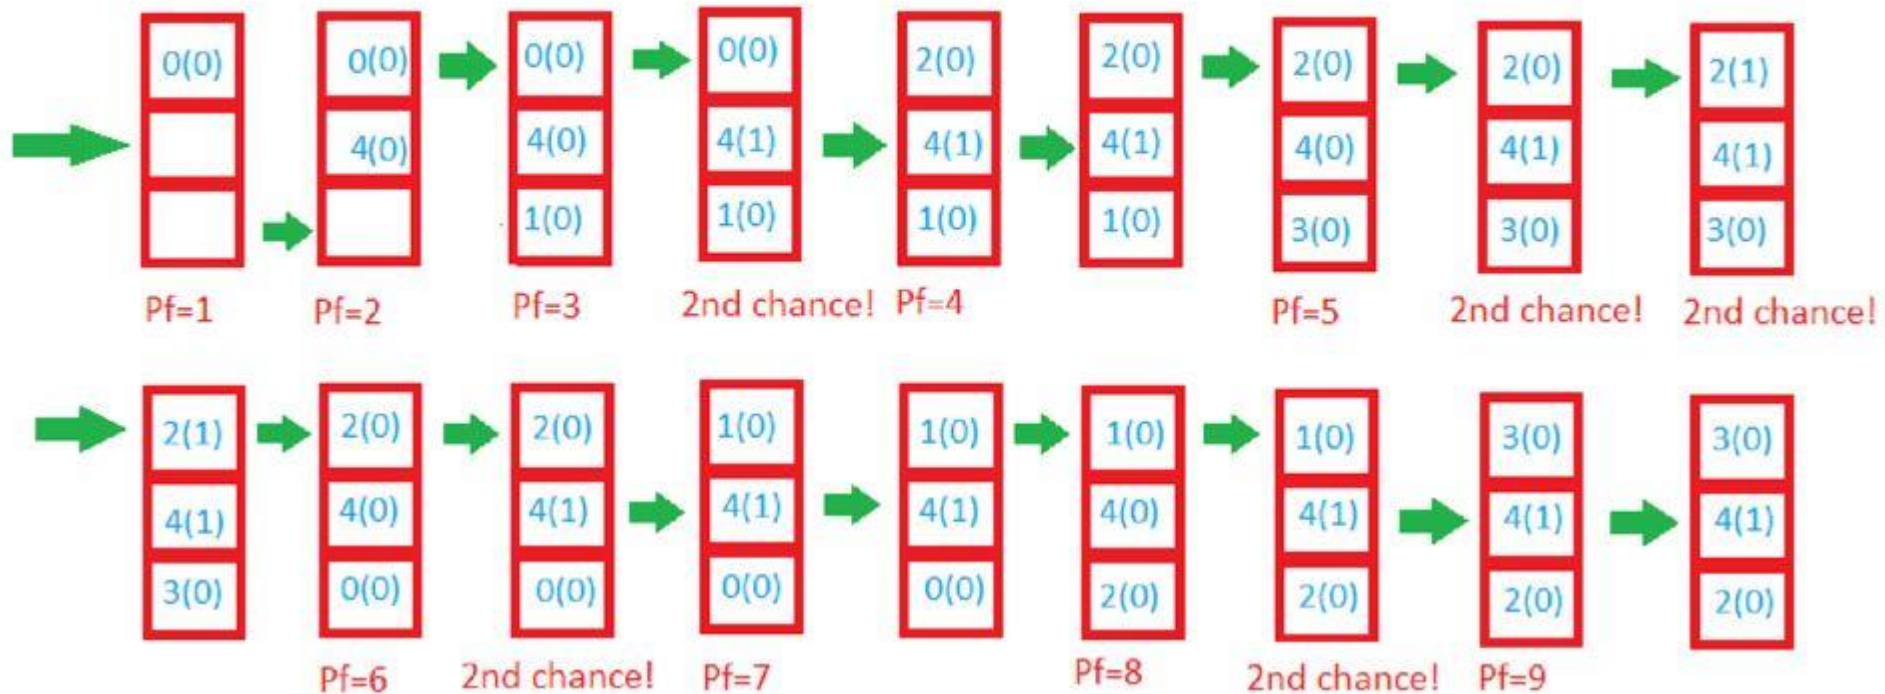 0(0) 0(0) 0(0) 0(0) 2(0) 2(0) 2(0) 2(0) 2(1)
4(0) 4(0) 4(1) 4(1) 4(1) 4(0) 4(1) 4(1)
1(0) 1(0) 1(0) 1(0) 3(0) 3(0) 3(0)
Pf=1 Pf=2 Pf=3 2nd chance! Pf=4 Pf=5 2nd chance! 2nd chance!
2(1) 2(0) 2(0) 1(0) 1(0) 1(0) 1(0) 3(0) 3(0)
4(1) 4(0) 4(1) 4(1) 4(1) 4(0) 4(1) 4(1) 4(1)
3(0) 0(0) 0(0) 0(0) 0(0) 2(0) 2(0) 2(0) 2(0)
Pf=6 2nd chance! Pf=7 Pf=8 2nd chance! Pf=9